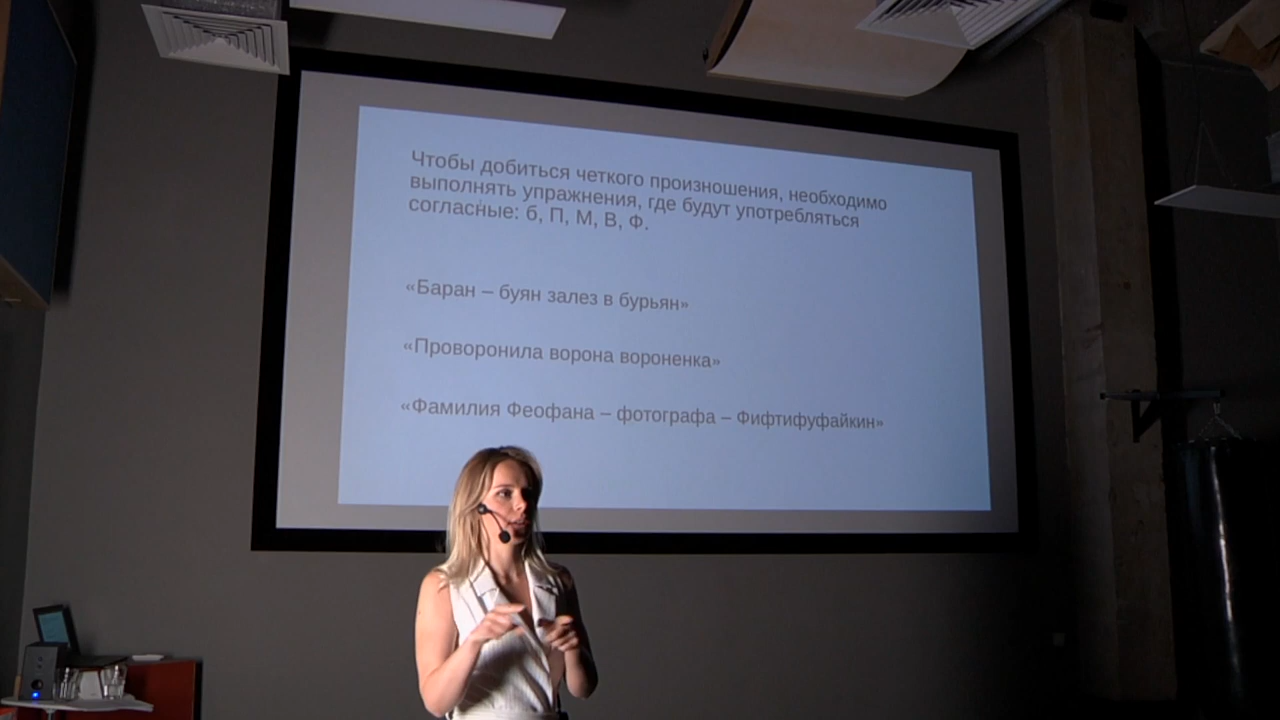 Чтобы добиться четкого произношения, необходимо
выполнять упражнения, где будут употребляться
согласные: б, П, М, В, Ф.
«Баран – буян залез в бурьян»
«Проворонила ворона вороненка»
«Фамилия Феофана – фотографа – Фифтифуфайкин»